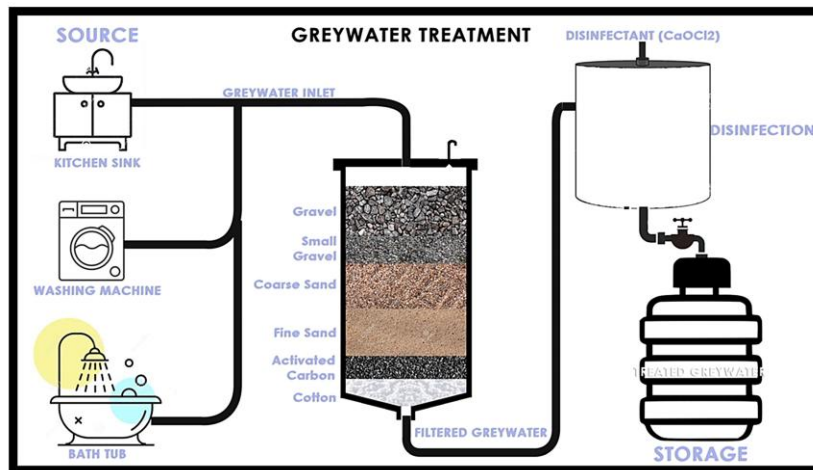 SOURCE
GREYWATER TREATMENT
DISINFECTANT (CaOCl2)
GREYWATER INLET
DISINFECTION
KITCHEN SINK
Gravel
Small
Gravel
Coarse Sand
WASHING MACHINE
Fine Sand
Activated
Carbon
Cotton
TREATED GREYWATER
FILTERED GREYWATER
BATH TUB
STORAGE